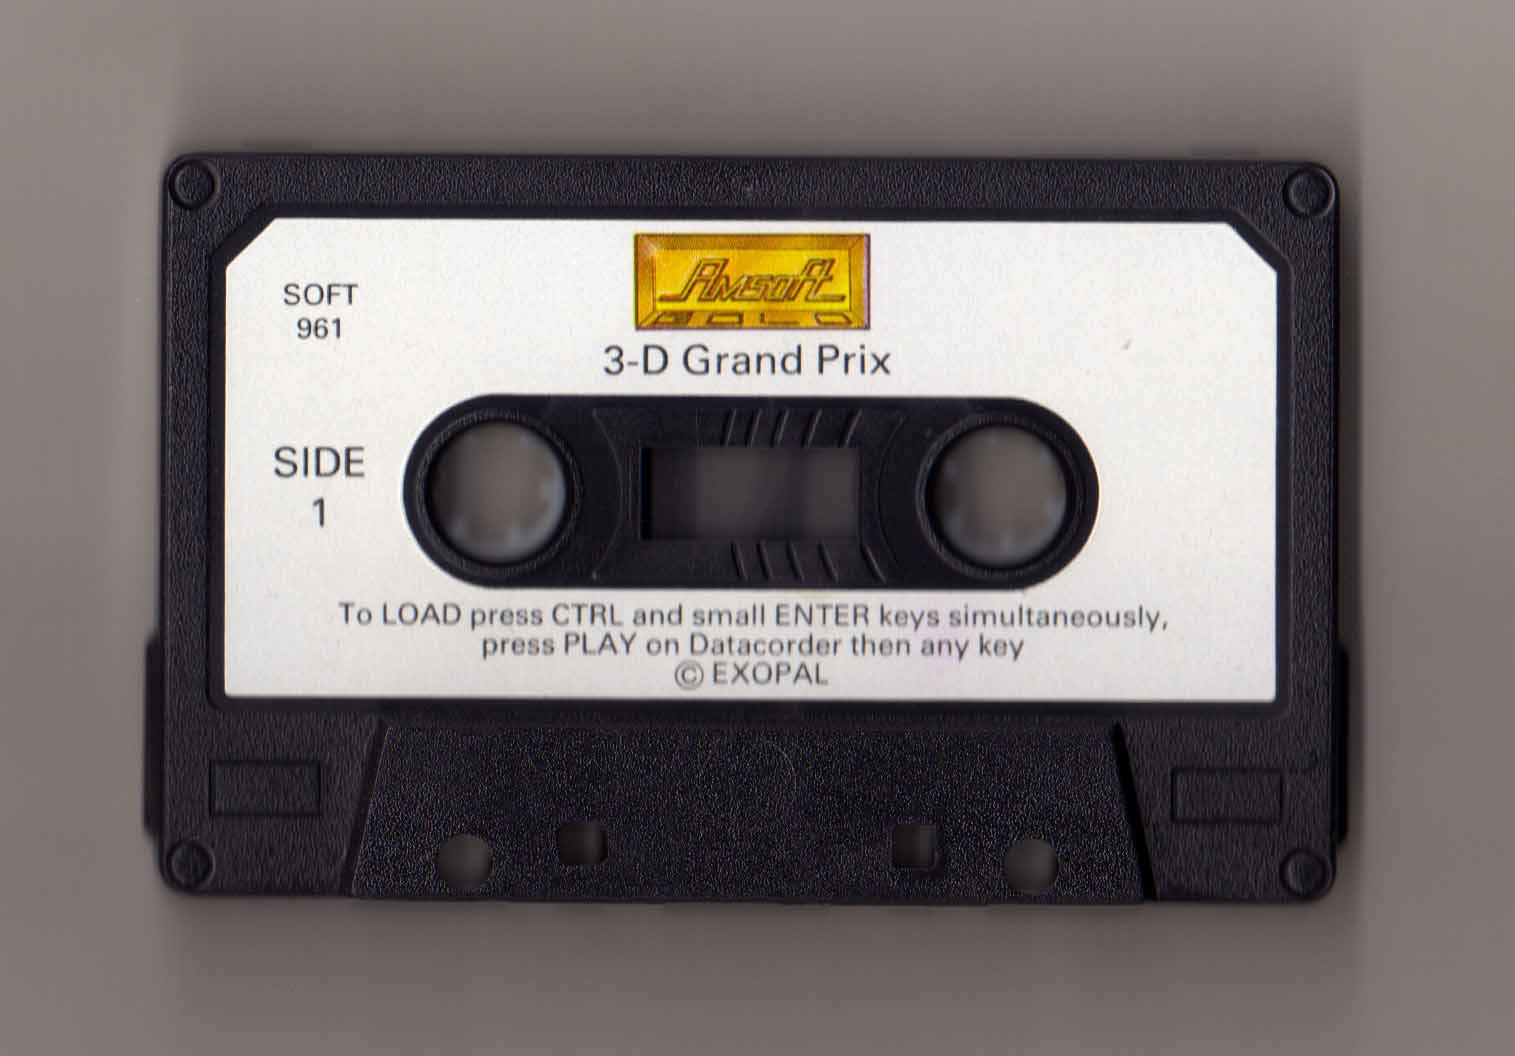 Amsoft
GOLD
SOFT
961
3-D Grand Prix
SIDE
1
To LOAD press CTRL and small ENTER keys simultaneously,
press PLAY on Datacorder then any key
© EXOPAL